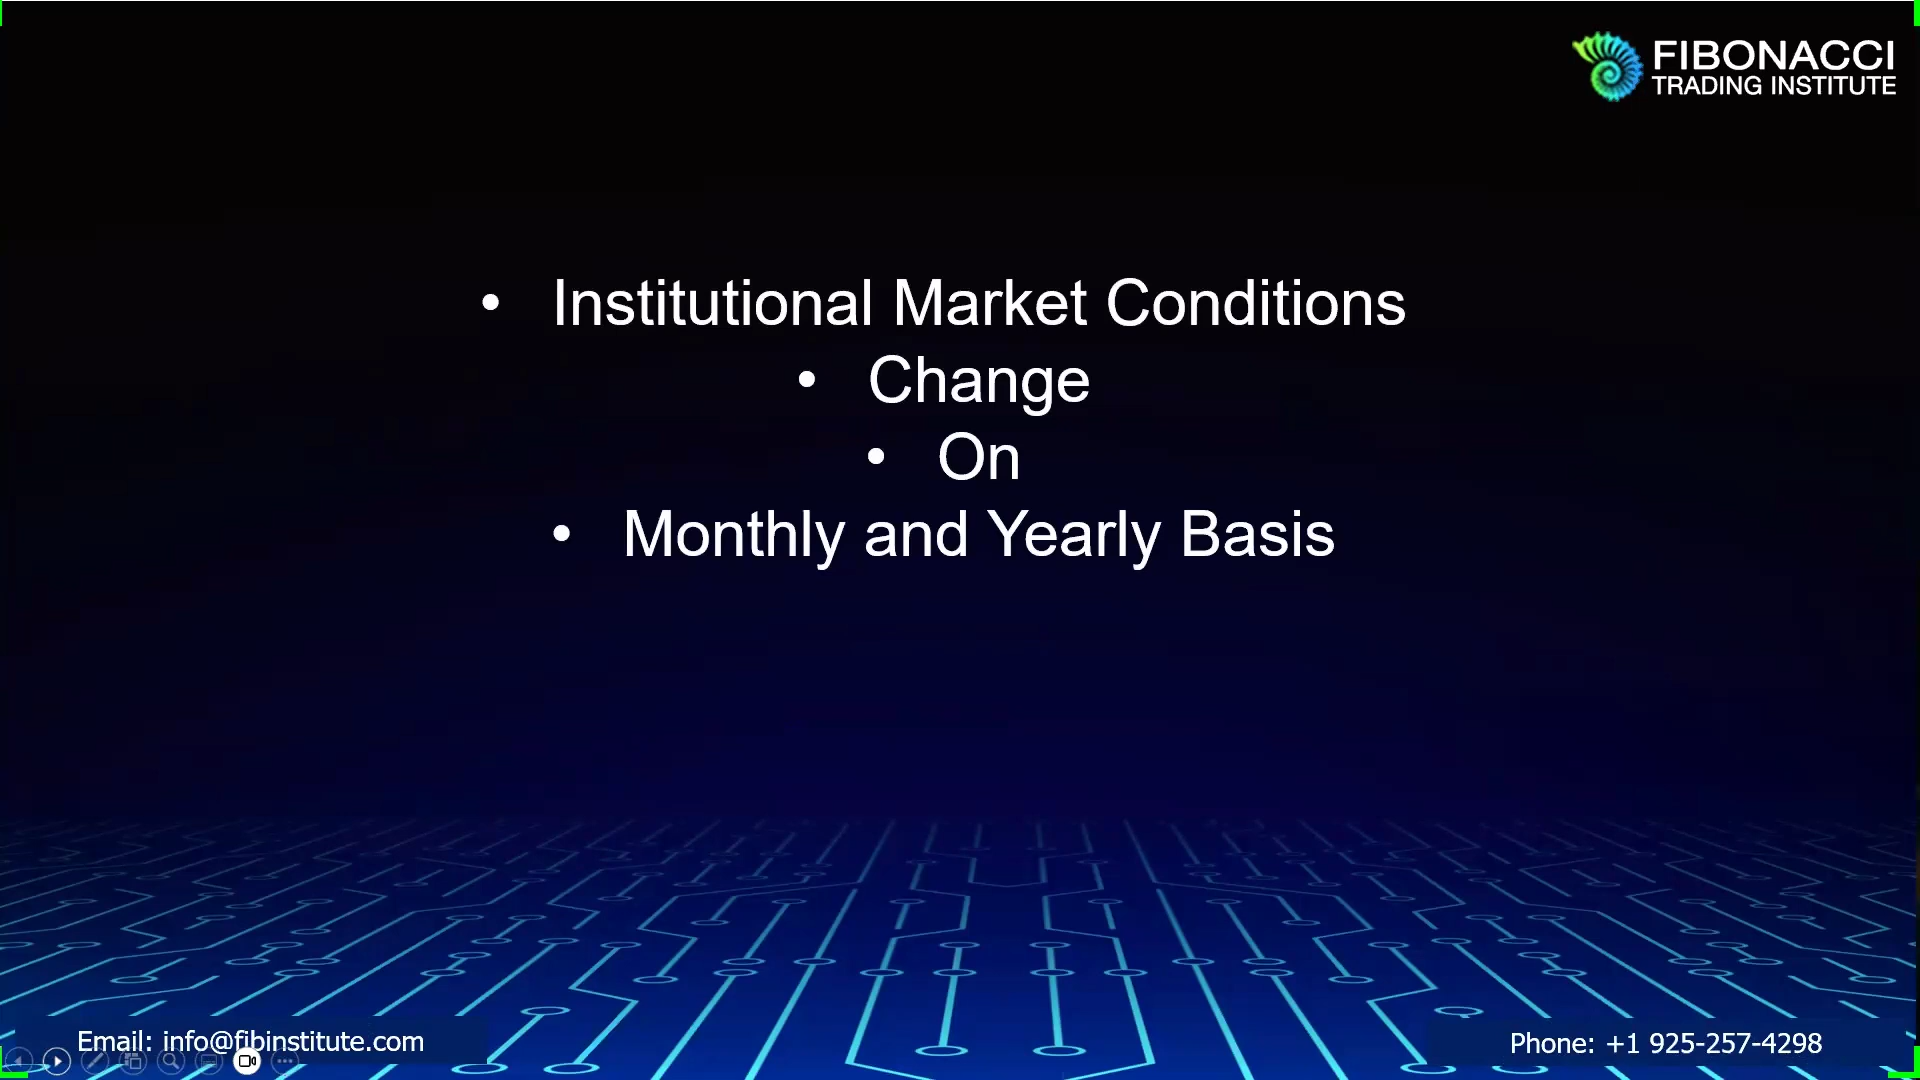 FIBONACCI
TRADING INSTITUTE
• Institutional Market Conditions
• Change
• On
• Monthly and Yearly Basis
Email: info@fibinstitute.com
Phone: +1 925-257-4298